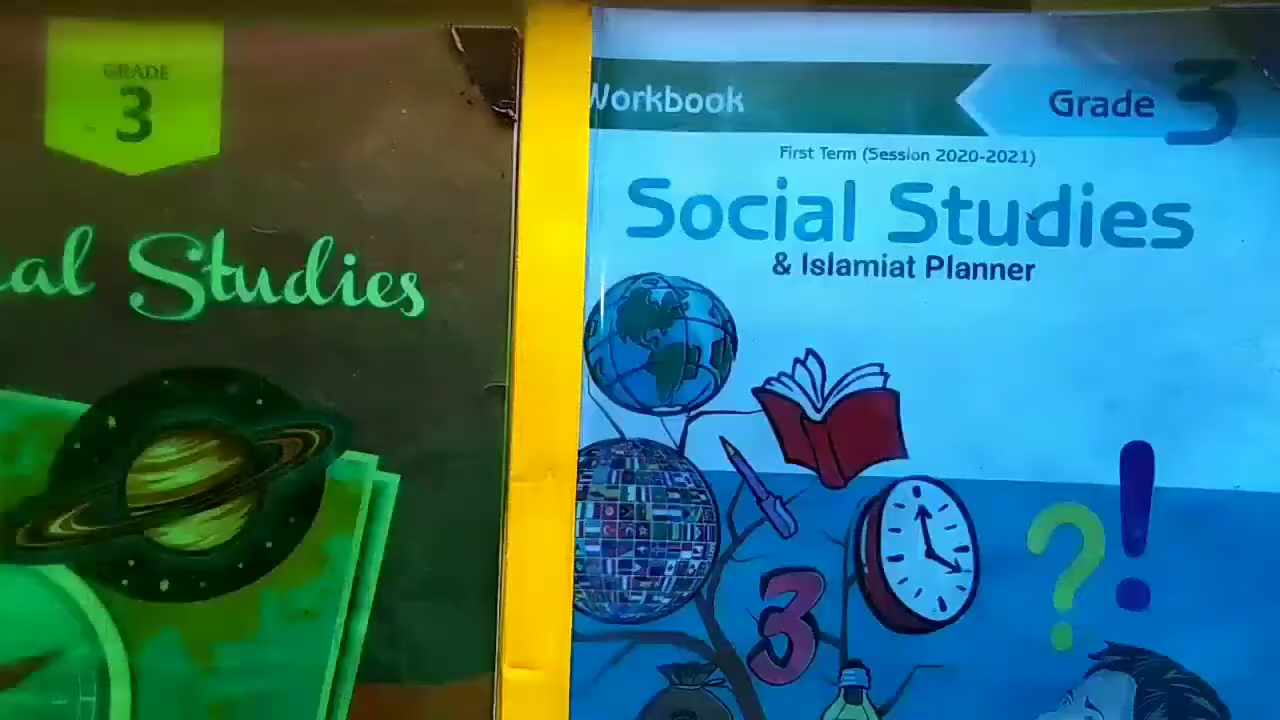 GRADE
3
al Studies
Workbook
Grade 3
First Term (Session 2020-2021)
Social Studies
& Islamiat Planner
3
?!